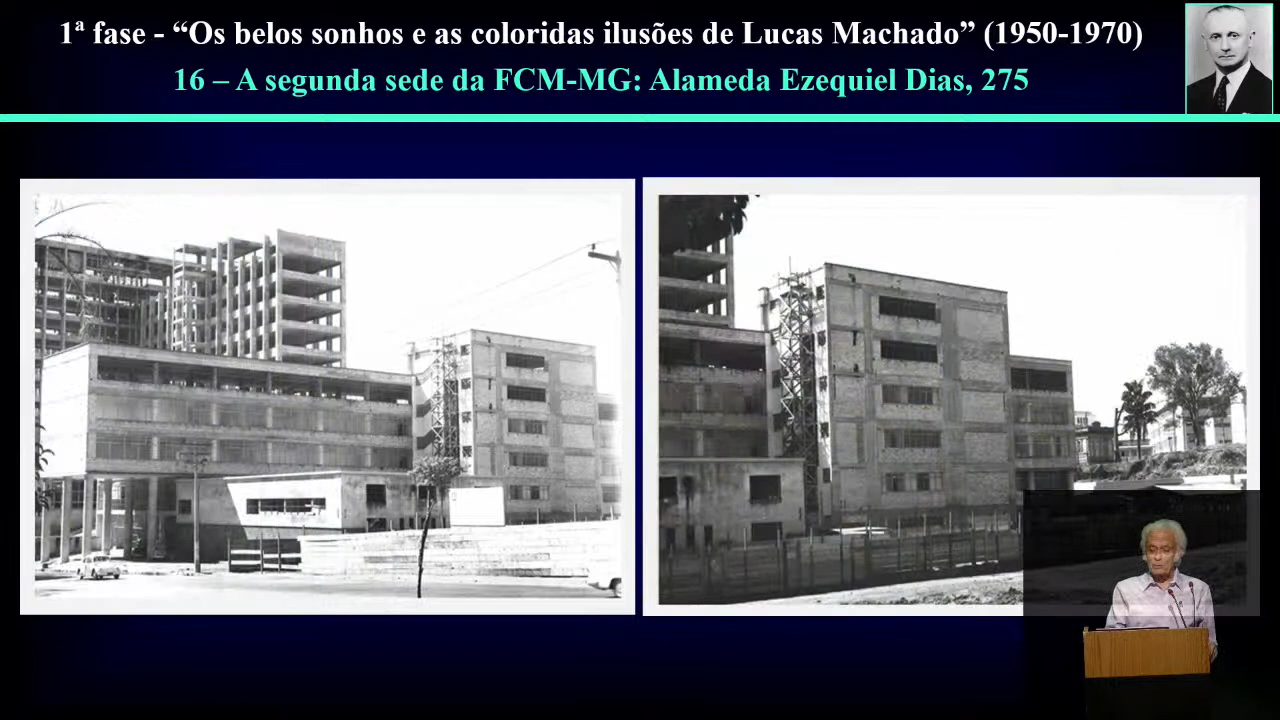 1ª fase - “Os belos sonhos e as coloridas ilusões de Lucas Machado” (1950-1970)
16 – A segunda sede da FCM-MG: Alameda Ezequiel Dias, 275